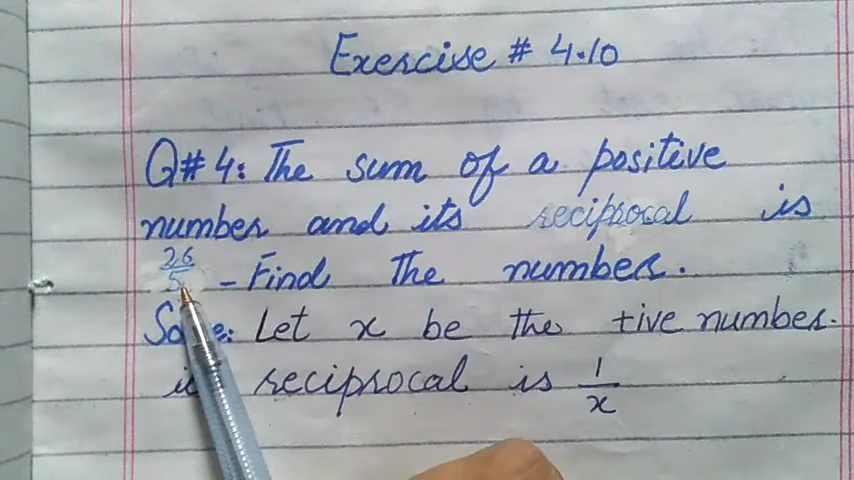 Exercise # 4.10
Q# 4: The sum of a positive
number and its reciprocal is
26/5 - Find the number.
Let x be the +ive number.
reciprocal is 1/x